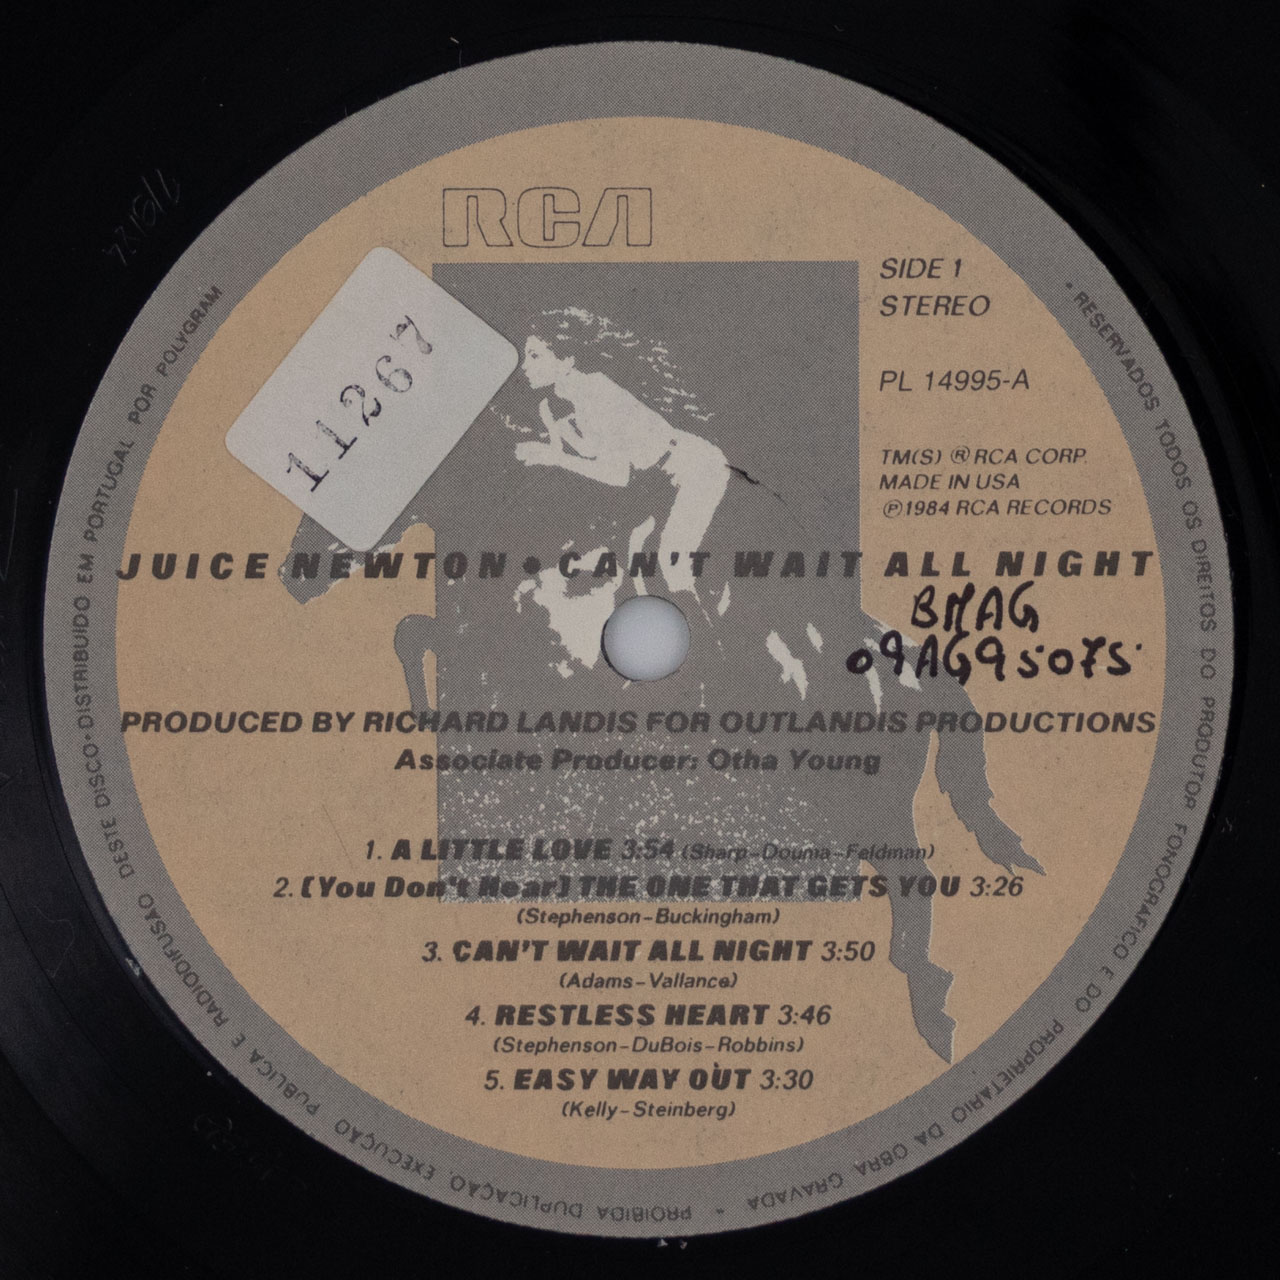 RCA
SIDE 1
STEREO
11267
PL 14995-A
TM(S) ® RCA CORP.
MADE IN USA
℗1984 RCA RECORDS
JUICE NEWTON • CAN'T WAIT ALL NIGHT
BMAG
09AG95075
PRODUCED BY RICHARD LANDIS FOR OUTLANDIS PRODUCTIONS
Associate Producer: Otha Young
1. A LITTLE LOVE 3:54 (Sharp–Douma–Feldman)
2. (You Don't Hear) THE ONE THAT GETS YOU 3:26
(Stephenson–Buckingham)
3. CAN'T WAIT ALL NIGHT 3:50
(Adams–Vallance)
4. RESTLESS HEART 3:46
(Stephenson–DuBois–Robbins)
5. EASY WAY OUT 3:30
(Kelly–Steinberg)
• RESERVADOS TODOS OS DIREITOS DO PRODUTOR FONOGRAFICO E DO PROPRIETARIO DA OBRA GRAVADA • PROIBIDA DUPLICAÇÃO, EXECUÇÃO PUBLICA E RADIODIFUSÃO DESTE DISCO•DISTRIBUIDO EM PORTUGAL POR POLYGRAM